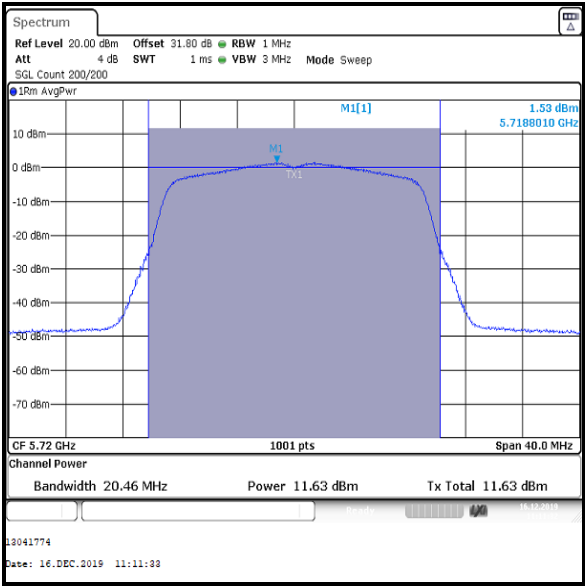 Spectrum
Ref Level 20.00 dBm Offset 31.80 dB RBW 1 MHz
Att 4 dB SWT 1 ms VBW 3 MHz Mode Sweep
SGL Count 200/200
1Rm AvgPwr
M1[1] 1.53 dBm
5.7188010 GHz
10 dBm
M1
0 dBm
TX1
-10 dBm
-20 dBm
-30 dBm
-40 dBm
-50 dBm
-60 dBm
-70 dBm
CF 5.72 GHz 1001 pts Span 40.0 MHz
Channel Power
Bandwidth 20.46 MHz Power 11.63 dBm Tx Total 11.63 dBm
Ready 16.12.2019
13041774
Date: 16.DEC.2019 11:11:33